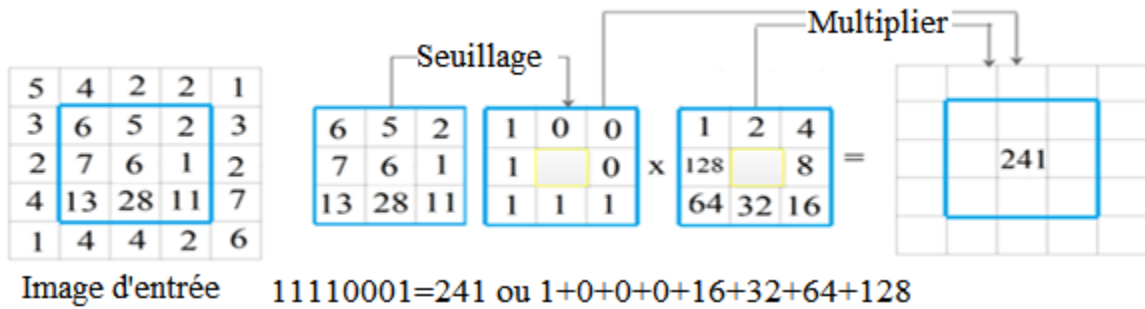 Multiplier
Seuillage
5 4 2 2 1
3 6 5 2 3
2 7 6 1 2
4 13 28 11 7
1 4 4 2 6
6 5 2
7 6 1
13 28 11
1 0 0
1 0
1 1 1
x
1 2 4
128 8
64 32 16
=
241
Image d'entrée
11110001=241 ou 1+0+0+0+16+32+64+128